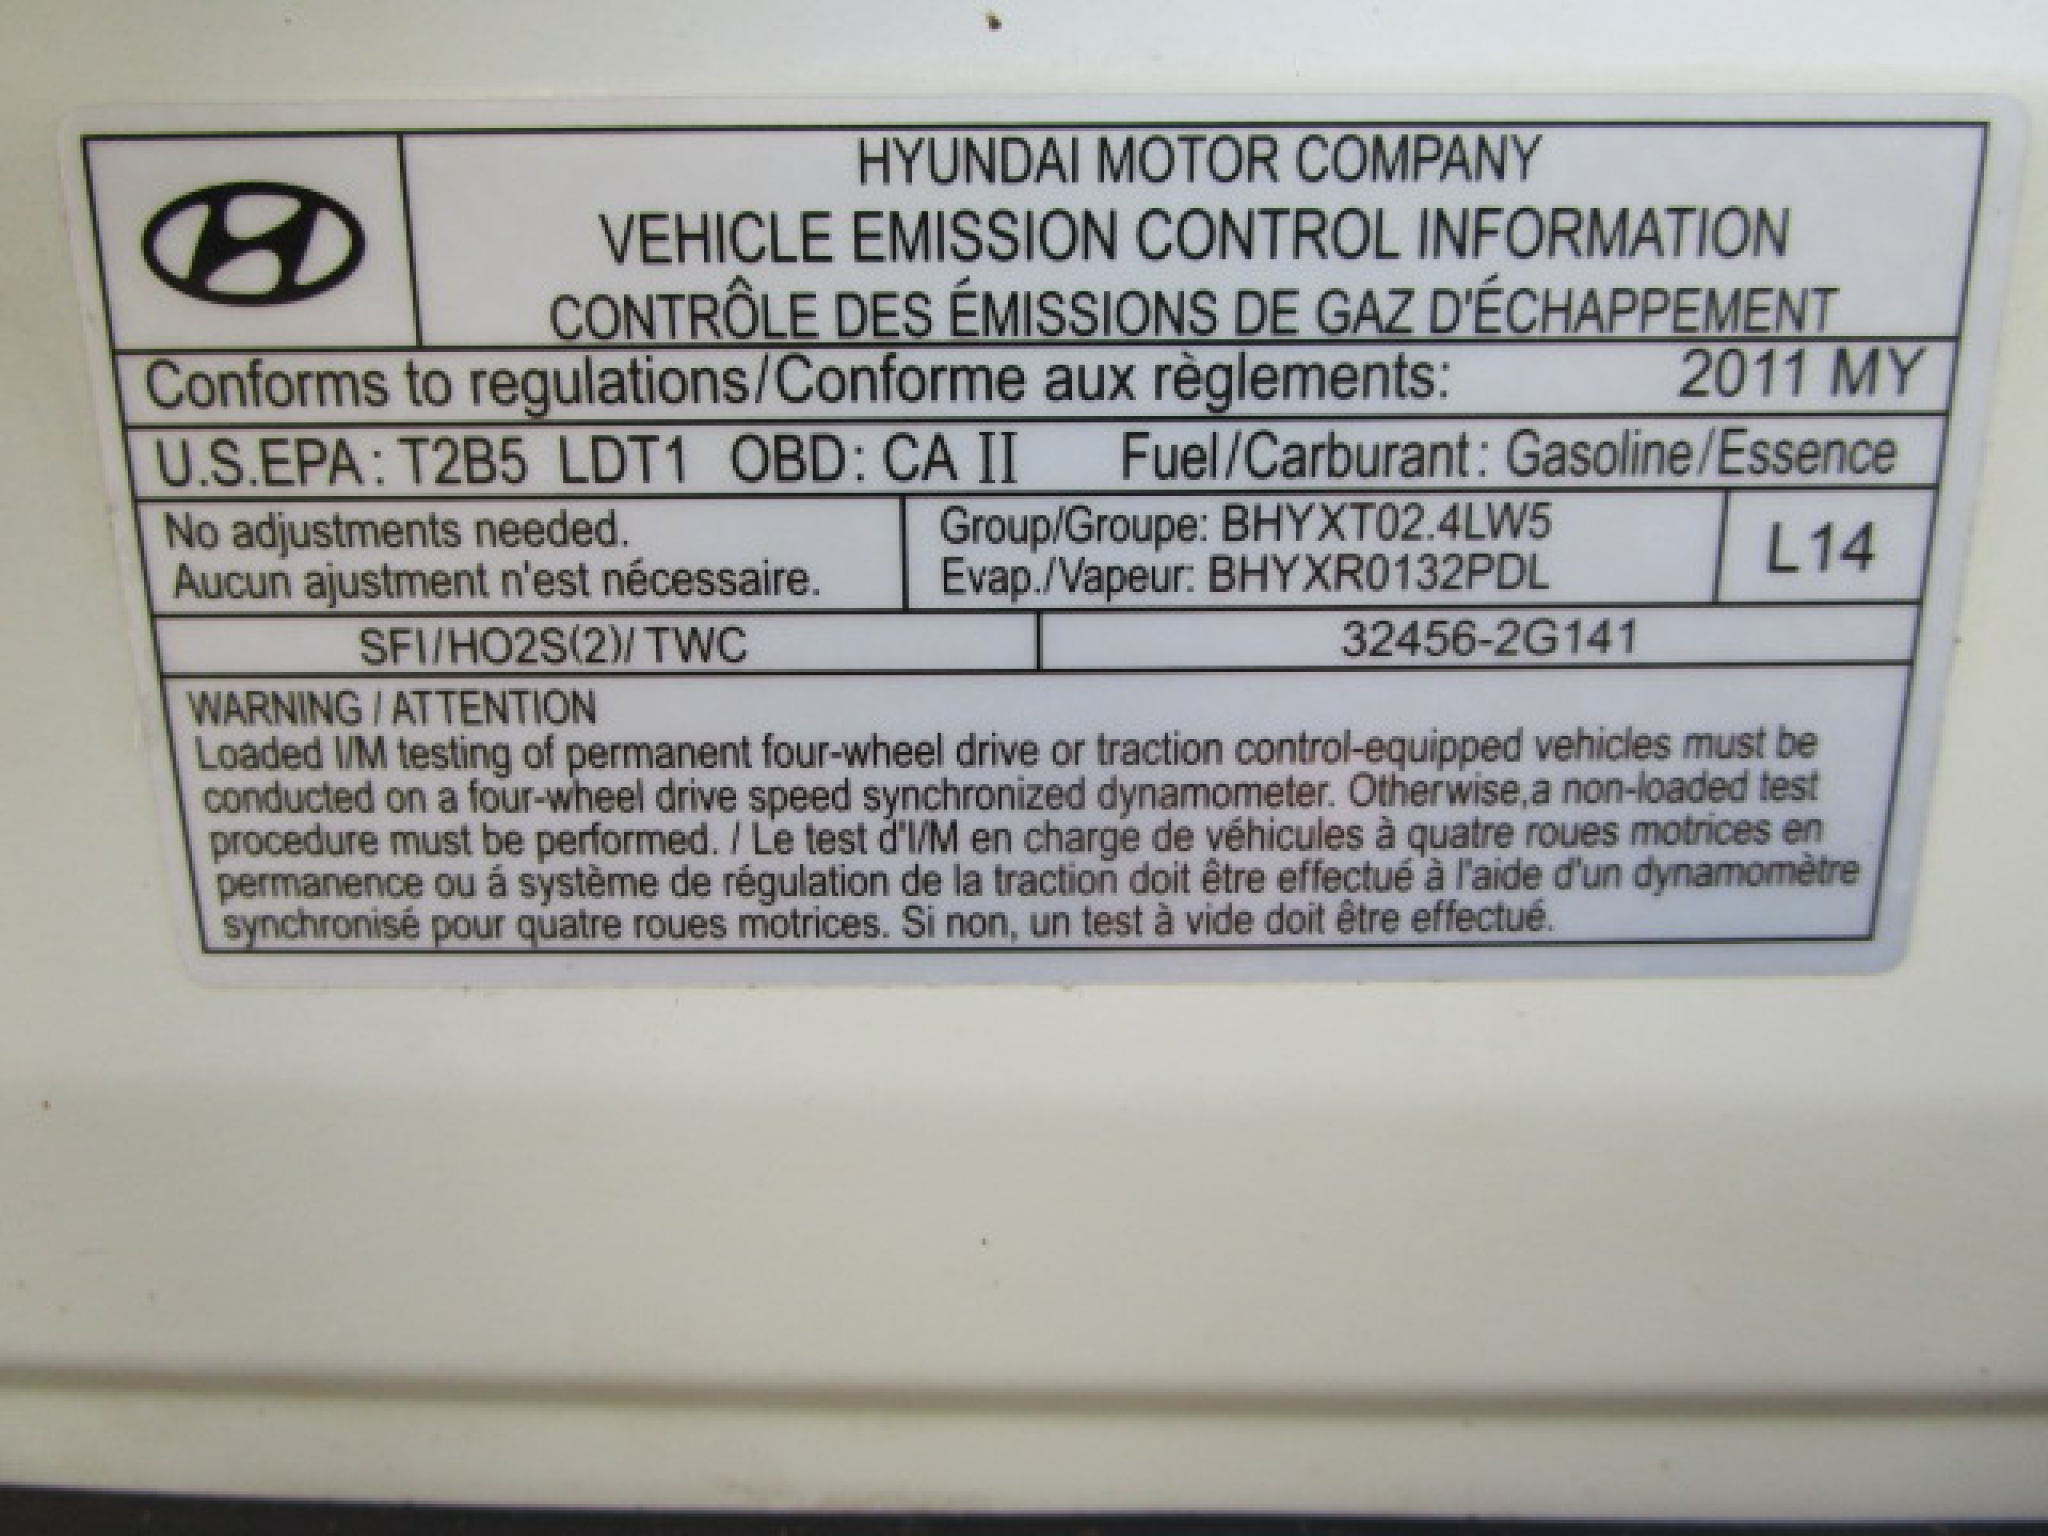 HYUNDAI MOTOR COMPANY
VEHICLE EMISSION CONTROL INFORMATION
CONTRÔLE DES ÉMISSIONS DE GAZ D'ÉCHAPPEMENT
Conforms to regulations/Conforme aux règlements: 2011 MY
U.S.EPA: T2B5 LDT1 OBD: CA II Fuel/Carburant: Gasoline/Essence
No adjustments needed.
Aucun ajustment n'est nécessaire.
Group/Groupe: BHYXT02.4LW5
Evap./Vapeur: BHYXR0132PDL
L14
SFI/HO2S(2)/TWC
32456-2G141
WARNING / ATTENTION
Loaded I/M testing of permanent four-wheel drive or traction control-equipped vehicles must be
conducted on a four-wheel drive speed synchronized dynamometer. Otherwise,a non-loaded test
procedure must be performed. / Le test d'I/M en charge de véhicules à quatre roues motrices en
permanence ou á système de régulation de la traction doit être effectué à l'aide d'un dynamomètre
synchronisé pour quatre roues motrices. Si non, un test à vide doit être effectué.